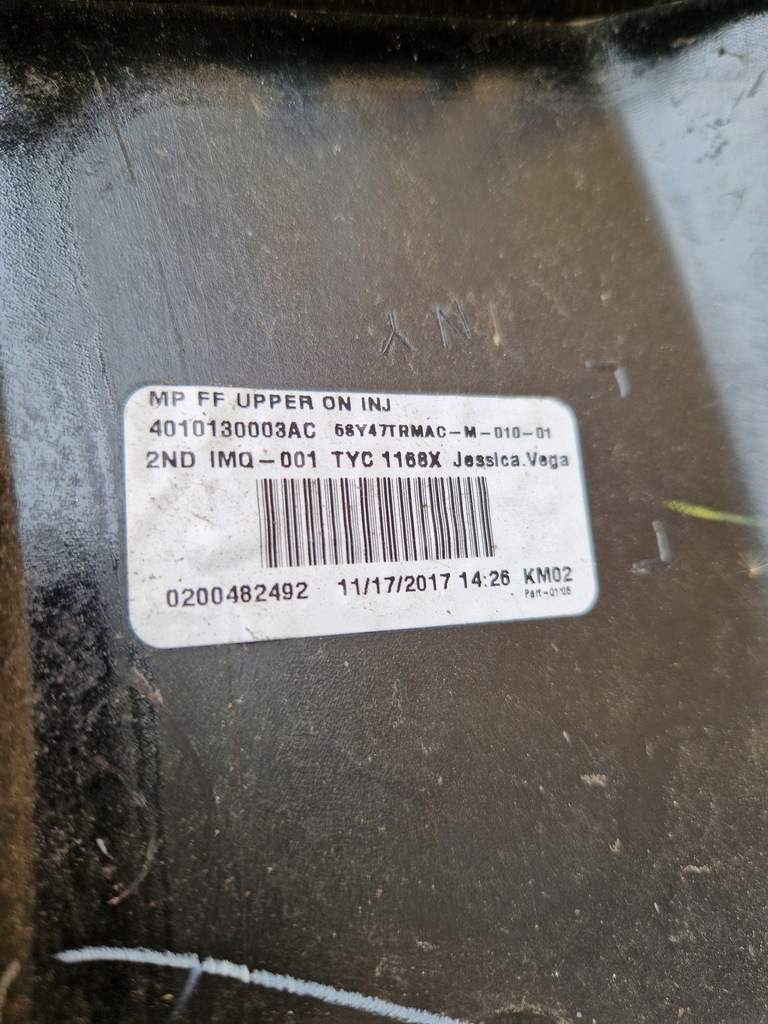 MP FF UPPER ON INJ
4010130003AC 68Y47TRMAC-M-010-01
2ND IMQ-001 TYC 1168X Jessica.Vega
0200482492 11/17/2017 14:26 KM02